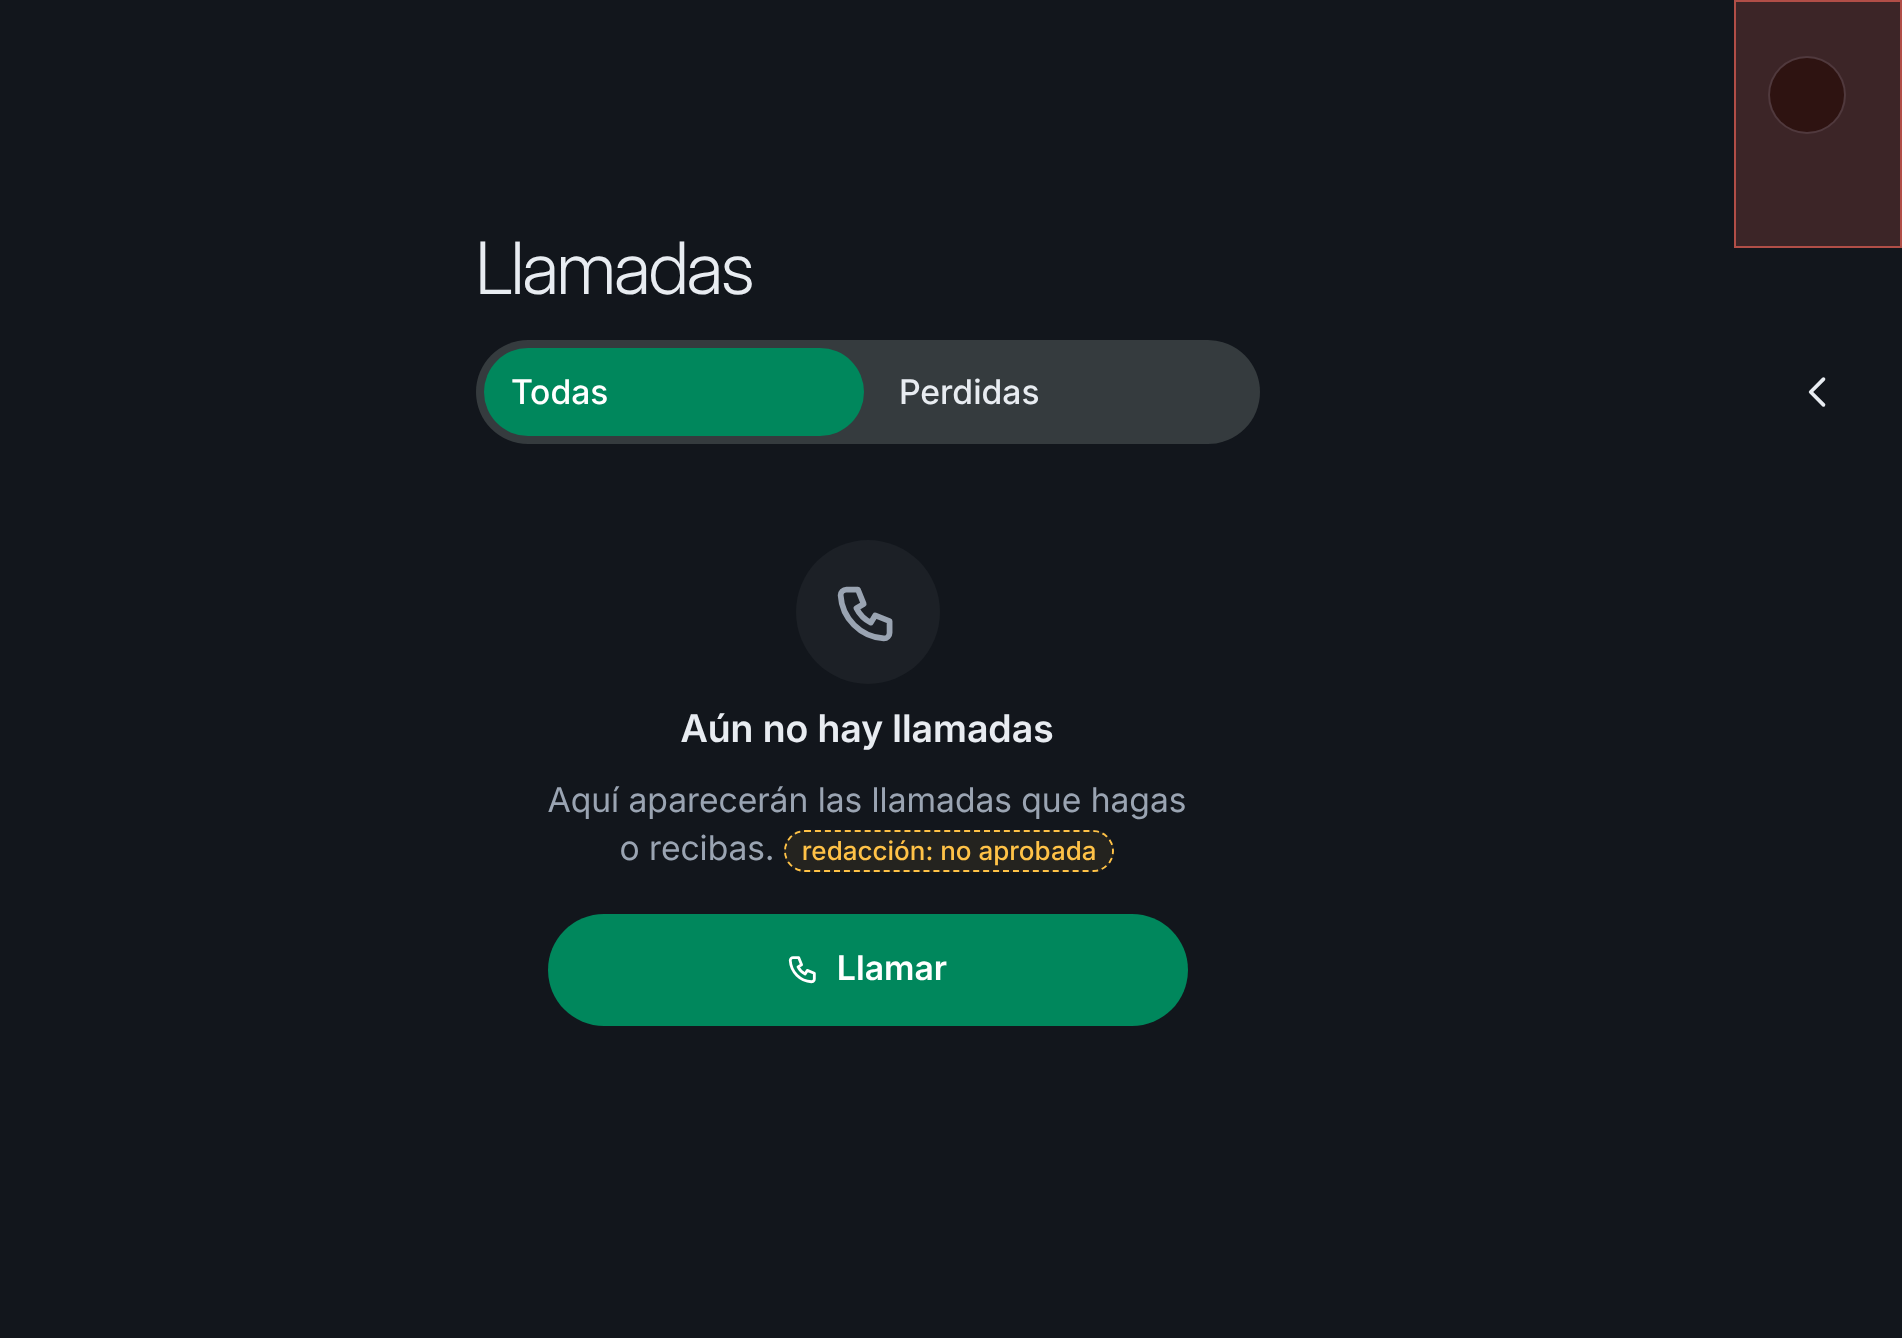 Llamadas
Todas Perdidas
Aún no hay llamadas
Aquí aparecerán las llamadas que hagas
o recibas. redacción: no aprobada
Llamar